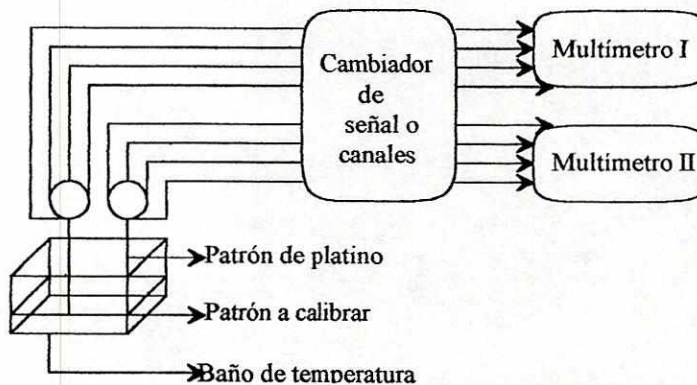 Cambiador
de
señal o
canales
Multímetro I
Multímetro II
Patrón de platino
Patrón a calibrar
Baño de temperatura